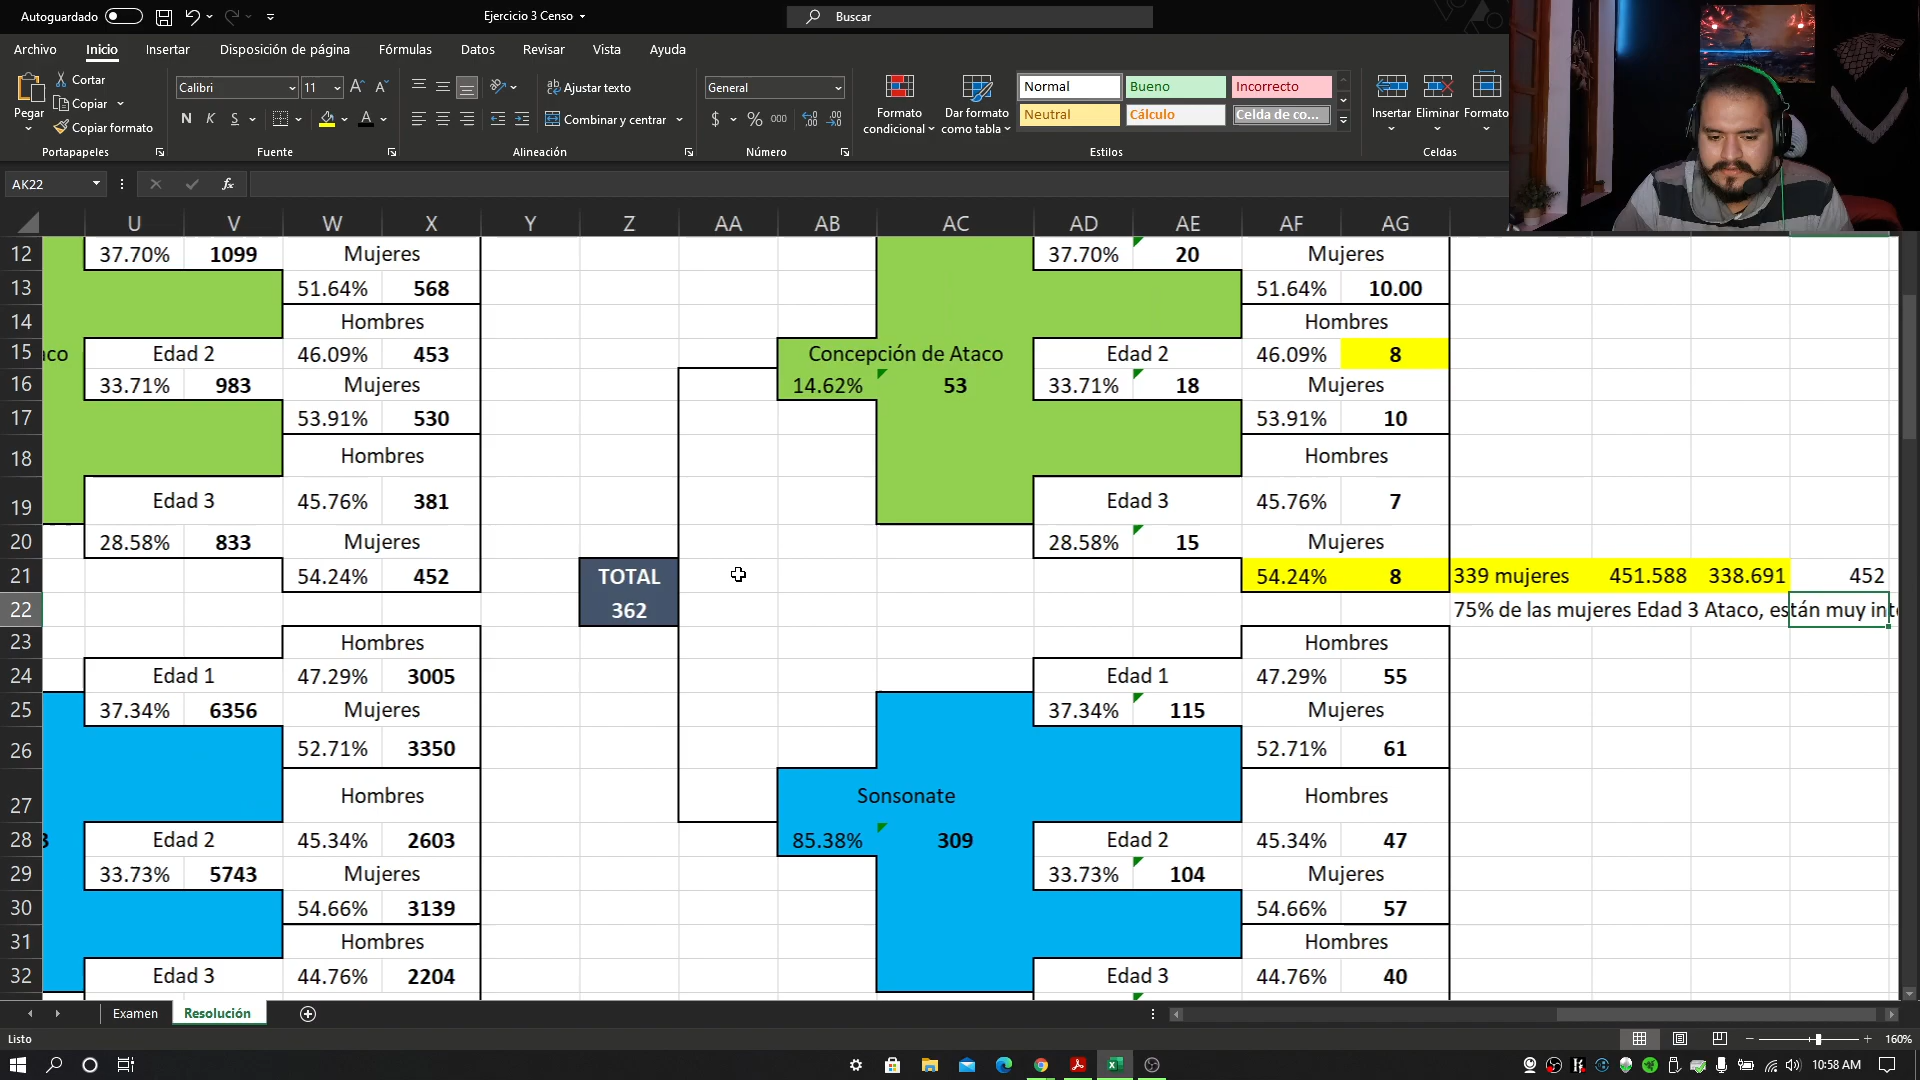 Autoguardado
Ejercicio 3 Censo
Buscar
Archivo Inicio Insertar Disposición de página Fórmulas Datos Revisar Vista Ayuda
Pegar
Cortar
Copiar
Copiar formato
Portapapeles
Calibri 11
N K S
Fuente
Ajustar texto
Combinar y centrar
Alineación
General
$ % 000
Número
Formato condicional
Dar formato como tabla
Normal Bueno Incorrecto
Neutral Cálculo Celda de co...
Estilos
Insertar Eliminar Formato
Celdas
AK22 fx
U V W X Y Z AA AB AC AD AE AF AG
12 37.70% 1099 Mujeres 37.70% 20 Mujeres
13 51.64% 568 51.64% 10.00
14 Hombres Hombres
15 aco Edad 2 46.09% 453 Concepción de Ataco Edad 2 46.09% 8
16 33.71% 983 Mujeres 14.62% 53 33.71% 18 Mujeres
17 53.91% 530 53.91% 10
18 Hombres Hombres
19 Edad 3 45.76% 381 Edad 3 45.76% 7
20 28.58% 833 Mujeres 28.58% 15 Mujeres
21 54.24% 452 TOTAL 54.24% 8 339 mujeres 451.588 338.691 452
22 362 75% de las mujeres Edad 3 Ataco, están muy int
23 Hombres Hombres
24 Edad 1 47.29% 3005 Edad 1 47.29% 55
25 37.34% 6356 Mujeres 37.34% 115 Mujeres
26 52.71% 3350 52.71% 61
27 Hombres Sonsonate Hombres
28 3 Edad 2 45.34% 2603 85.38% 309 Edad 2 45.34% 47
29 33.73% 5743 Mujeres 33.73% 104 Mujeres
30 54.66% 3139 54.66% 57
31 Hombres Hombres
32 Edad 3 44.76% 2204 Edad 3 44.76% 40
Examen Resolución
Listo 160%
10:58 AM